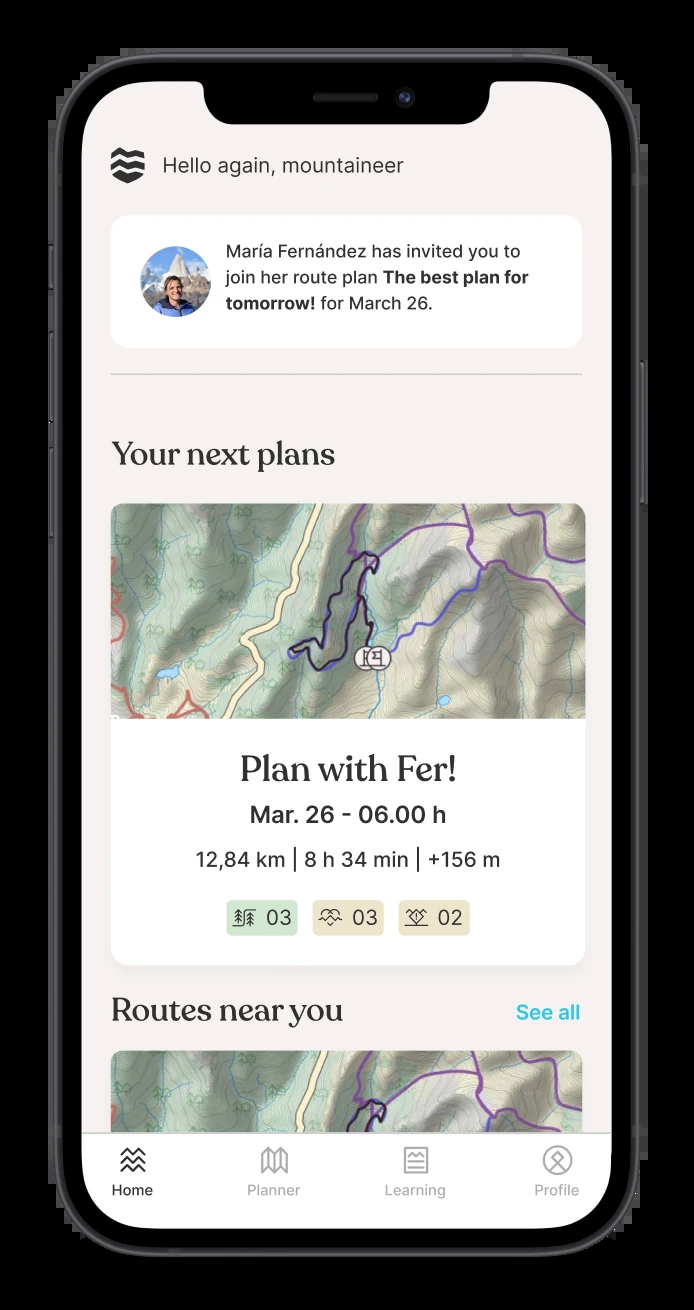 Hello again, mountaineer
María Fernández has invited you to
join her route plan The best plan for
tomorrow! for March 26.
Your next plans
Plan with Fer!
Mar. 26 - 06.00 h
12,84 km | 8 h 34 min | +156 m
03 03 02
Routes near you See all
Home Planner Learning Profile